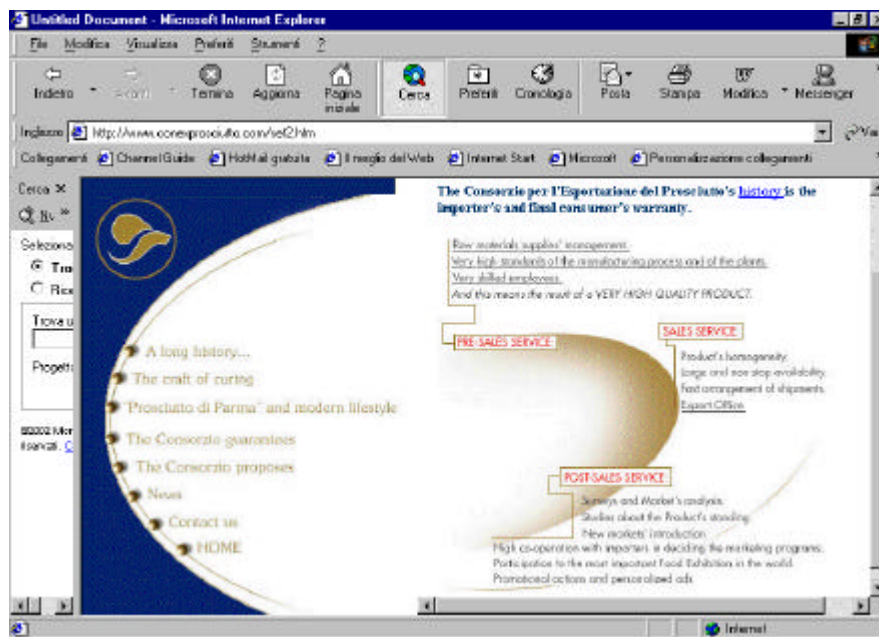 Untitled Document - Microsoft Internet Explorer
File Modifica Visualizza Preferiti Strumenti ?
Indietro Avanti Termina Aggiorna Pagina iniziale Cerca Preferiti Cronologia Posta Stampa Modifica Messenger
Indirizzo http://www.conexprosciutto.com/set2.htm
Collegamenti Channel Guide HotMail gratuita Il meglio del Web Internet Start Microsoft Personalizzazione collegamenti
Cerca
Seleziona
Trova u
Progetta
©2002
riservati.
A long history...
The craft of curing
"Prosciutto di Parma" and modern lifestyle
The Consorzio guarantees
The Consorzio proposes
News
Contact us
HOME
The Consorzio per l'Esportazione del Prosciutto's history is the
importer's and final consumer's warranty.
Raw materials supplies' management.
Very high standards of the manufacturing process and of the plants.
Very skilled employees.
And this means the result of a VERY HIGH QUALITY PRODUCT.
PRE-SALES SERVICE
SALES SERVICE
Product's homogeneity.
Large and non stop availability.
Fast arrangement of shipments.
Export Office.
POST-SALES SERVICE
Surveys and Market's analysis.
Studies about the Product's standing.
New markets' introduction.
High co-operation with importers in deciding the marketing programs.
Participation to the most important Food Exhibition in the world.
Promotional actions and personalized ads.
Internet